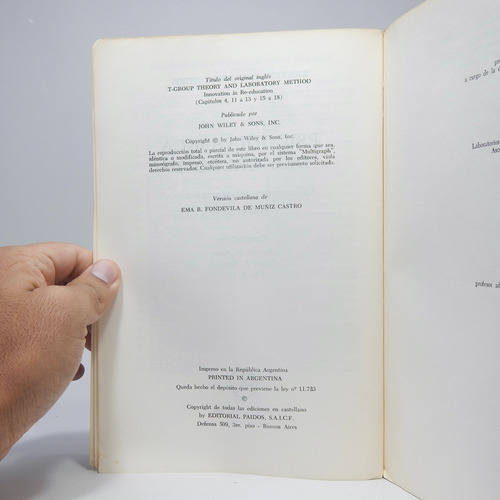 Título del original inglés
T-GROUP THEORY AND LABORATORY METHOD
Innovation in Re-education
(Capítulos 4, 11 a 13 y 15 a 18)
Publicado por
JOHN WILEY & SONS, INC.
Copyright © by John Wiley & Sons, Inc.
La reproducción total o parcial de este libro en cualquier forma que sea,
idéntica o modificada, escrita a máquina, por el sistema "Multigraph",
mimeógrafo, impreso, etcétera, no autorizada por los editores, viola
derechos reservados. Cualquier utilización debe ser previamente solicitada.
Versión castellana de
EMA B. FONDEVILA DE MUÑIZ CASTRO
Impreso en la República Argentina
PRINTED IN ARGENTINA
Queda hecho el depósito que previene la ley nº 11.723
©
Copyright de todas las ediciones en castellano
by EDITORIAL PAIDOS, S.A.I.C.F.
Defensa 599, 3er. piso - Buenos Aires
a cargo de la
Laboratorios
profesor